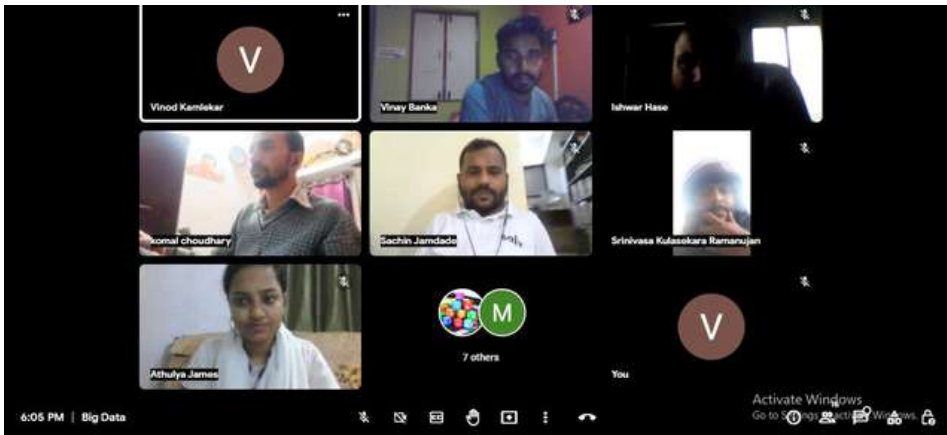 V
Vinod Kamlekar
Vinay Banka
Ishwar Hase
komal choudhary
Sachin Jamdade
Srinivasa Kulasekara Ramanujan
Athulya James
M
7 others
V
You
Activate Windows
6:05 PM | Big Data